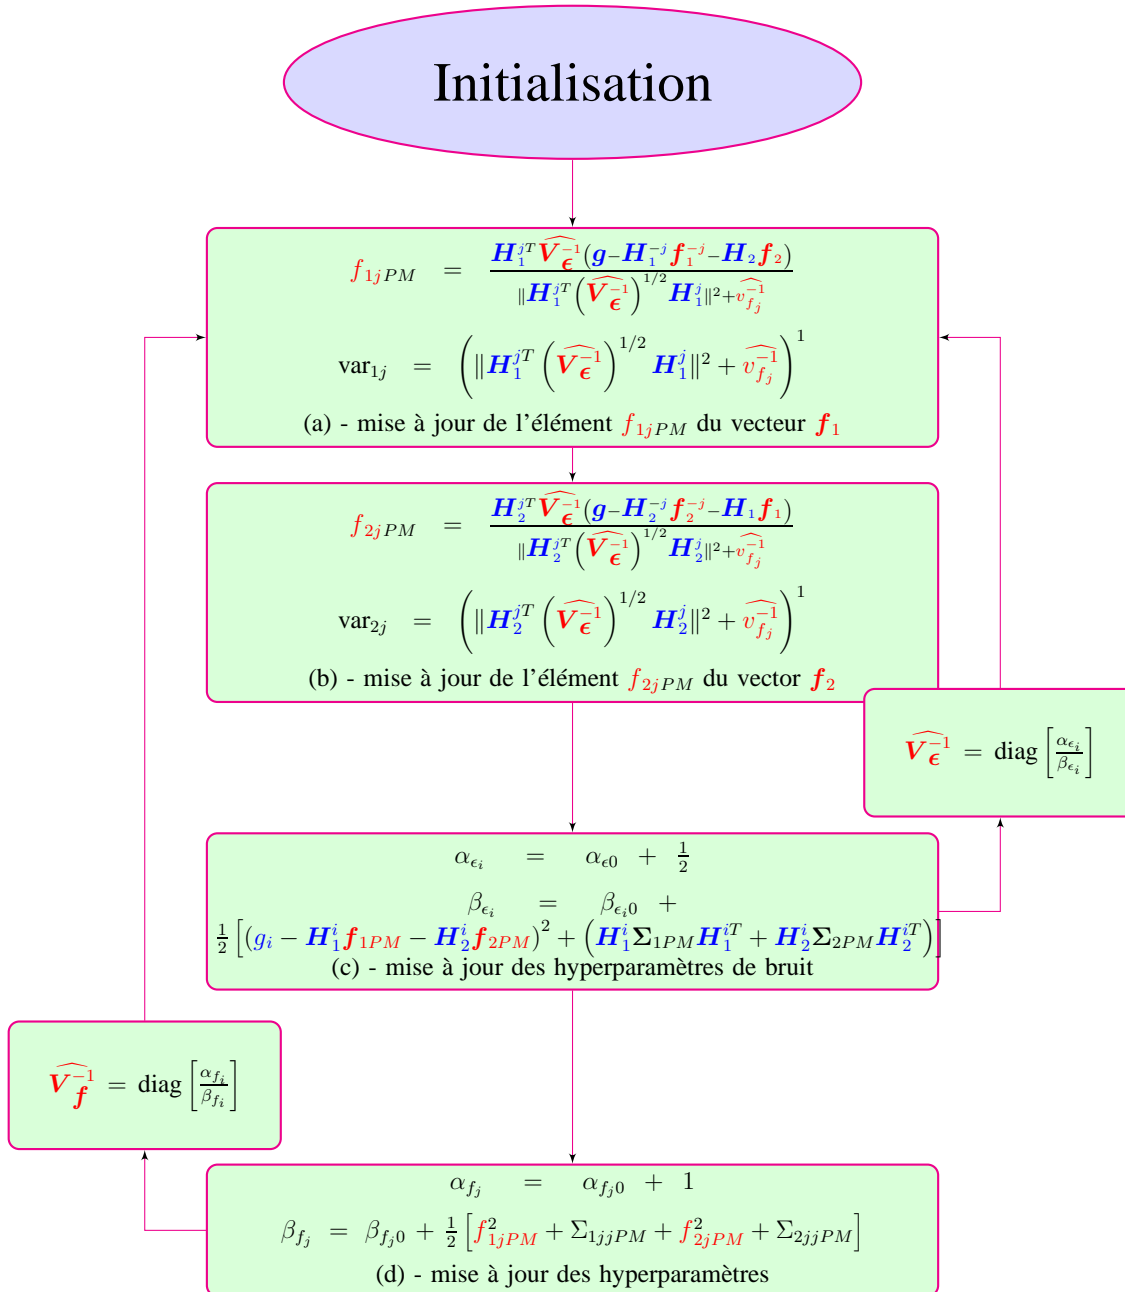 Initialisation
f_{1jPM} = \frac{H_1^{jT} \widehat{V_ϵ^{-1}} (g - H_1^{-j} f_1^{-j} - H_2 f_2)}{\|H_1^{jT} (\widehat{V_ϵ^{-1}})^{1/2} H_1^j\|^2 + \widehat{v_{f_j}^{-1}}}
var_{1j} = (\|H_1^{jT} (\widehat{V_ϵ^{-1}})^{1/2} H_1^j\|^2 + \widehat{v_{f_j}^{-1}})^1
(a) - mise à jour de l'élément f_{1jPM} du vecteur f_1
f_{2jPM} = \frac{H_2^{jT} \widehat{V_ϵ^{-1}} (g - H_2^{-j} f_2^{-j} - H_1 f_1)}{\|H_2^{jT} (\widehat{V_ϵ^{-1}})^{1/2} H_2^j\|^2 + \widehat{v_{f_j}^{-1}}}
var_{2j} = (\|H_2^{jT} (\widehat{V_ϵ^{-1}})^{1/2} H_2^j\|^2 + \widehat{v_{f_j}^{-1}})^1
(b) - mise à jour de l'élément f_{2jPM} du vector f_2
\widehat{V_ϵ^{-1}} = diag [\frac{α_{ϵ_i}}{β_{ϵ_i}}]
α_{ϵ_i} = α_{ϵ0} + \frac{1}{2}
β_{ϵ_i} = β_{ϵ_i0} +
\frac{1}{2} [(g_i - H_1^i f_{1PM} - H_2^i f_{2PM})^2 + (H_1^i Σ_{1PM} H_1^{iT} + H_2^i Σ_{2PM} H_2^{iT})]
(c) - mise à jour des hyperparamètres de bruit
\widehat{V_f^{-1}} = diag [\frac{α_{f_i}}{β_{f_i}}]
α_{f_j} = α_{f_j0} + 1
β_{f_j} = β_{f_j0} + \frac{1}{2} [f_{1jPM}^2 + Σ_{1jjPM} + f_{2jPM}^2 + Σ_{2jjPM}]
(d) - mise à jour des hyperparamètres